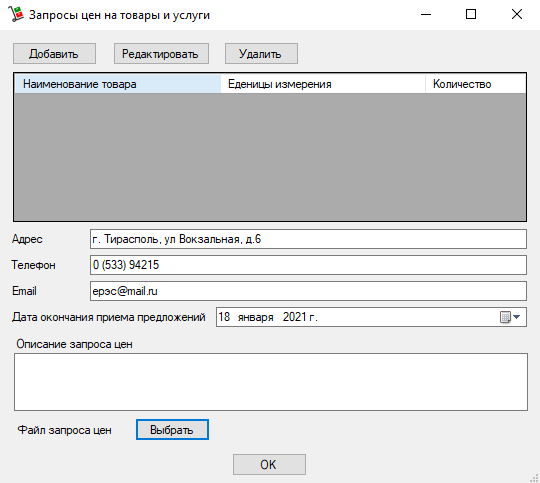 Запросы цен на товары и услуги
Добавить Редактировать Удалить
Наименование товара Еденицы измерения Количество
Адрес г. Тирасполь, ул Вокзальная, д.6
Телефон 0 (533) 94215
Email ерэс@mail.ru
Дата окончания приема предложений 18 января 2021 г.
Описание запроса цен
Файл запроса цен Выбрать
OK